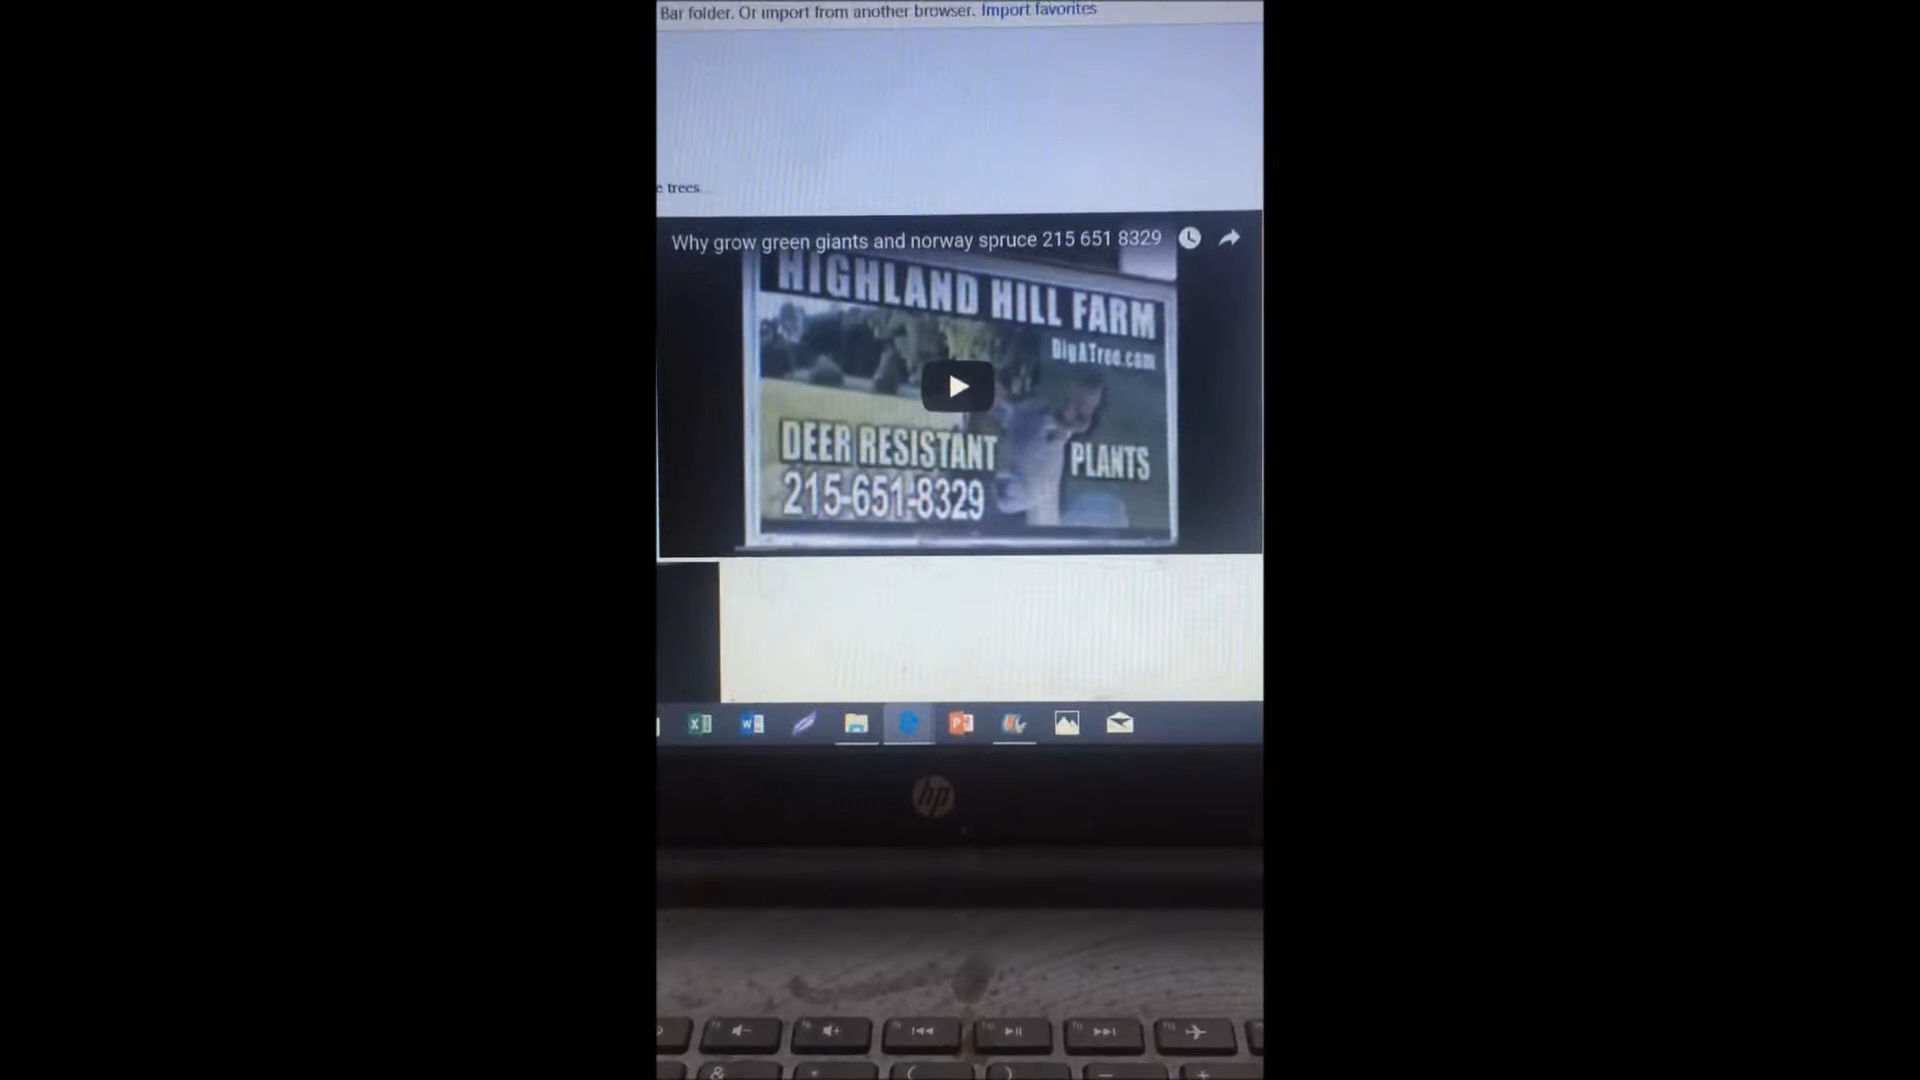 Bar folder. Or import from another browser. Import favorites
e trees.
Why grow green giants and norway spruce 215 651 8329
HIGHLAND HILL FARM
DigATree.com
DEER RESISTANT PLANTS
215-651-8329
hp
& * ( ) — +